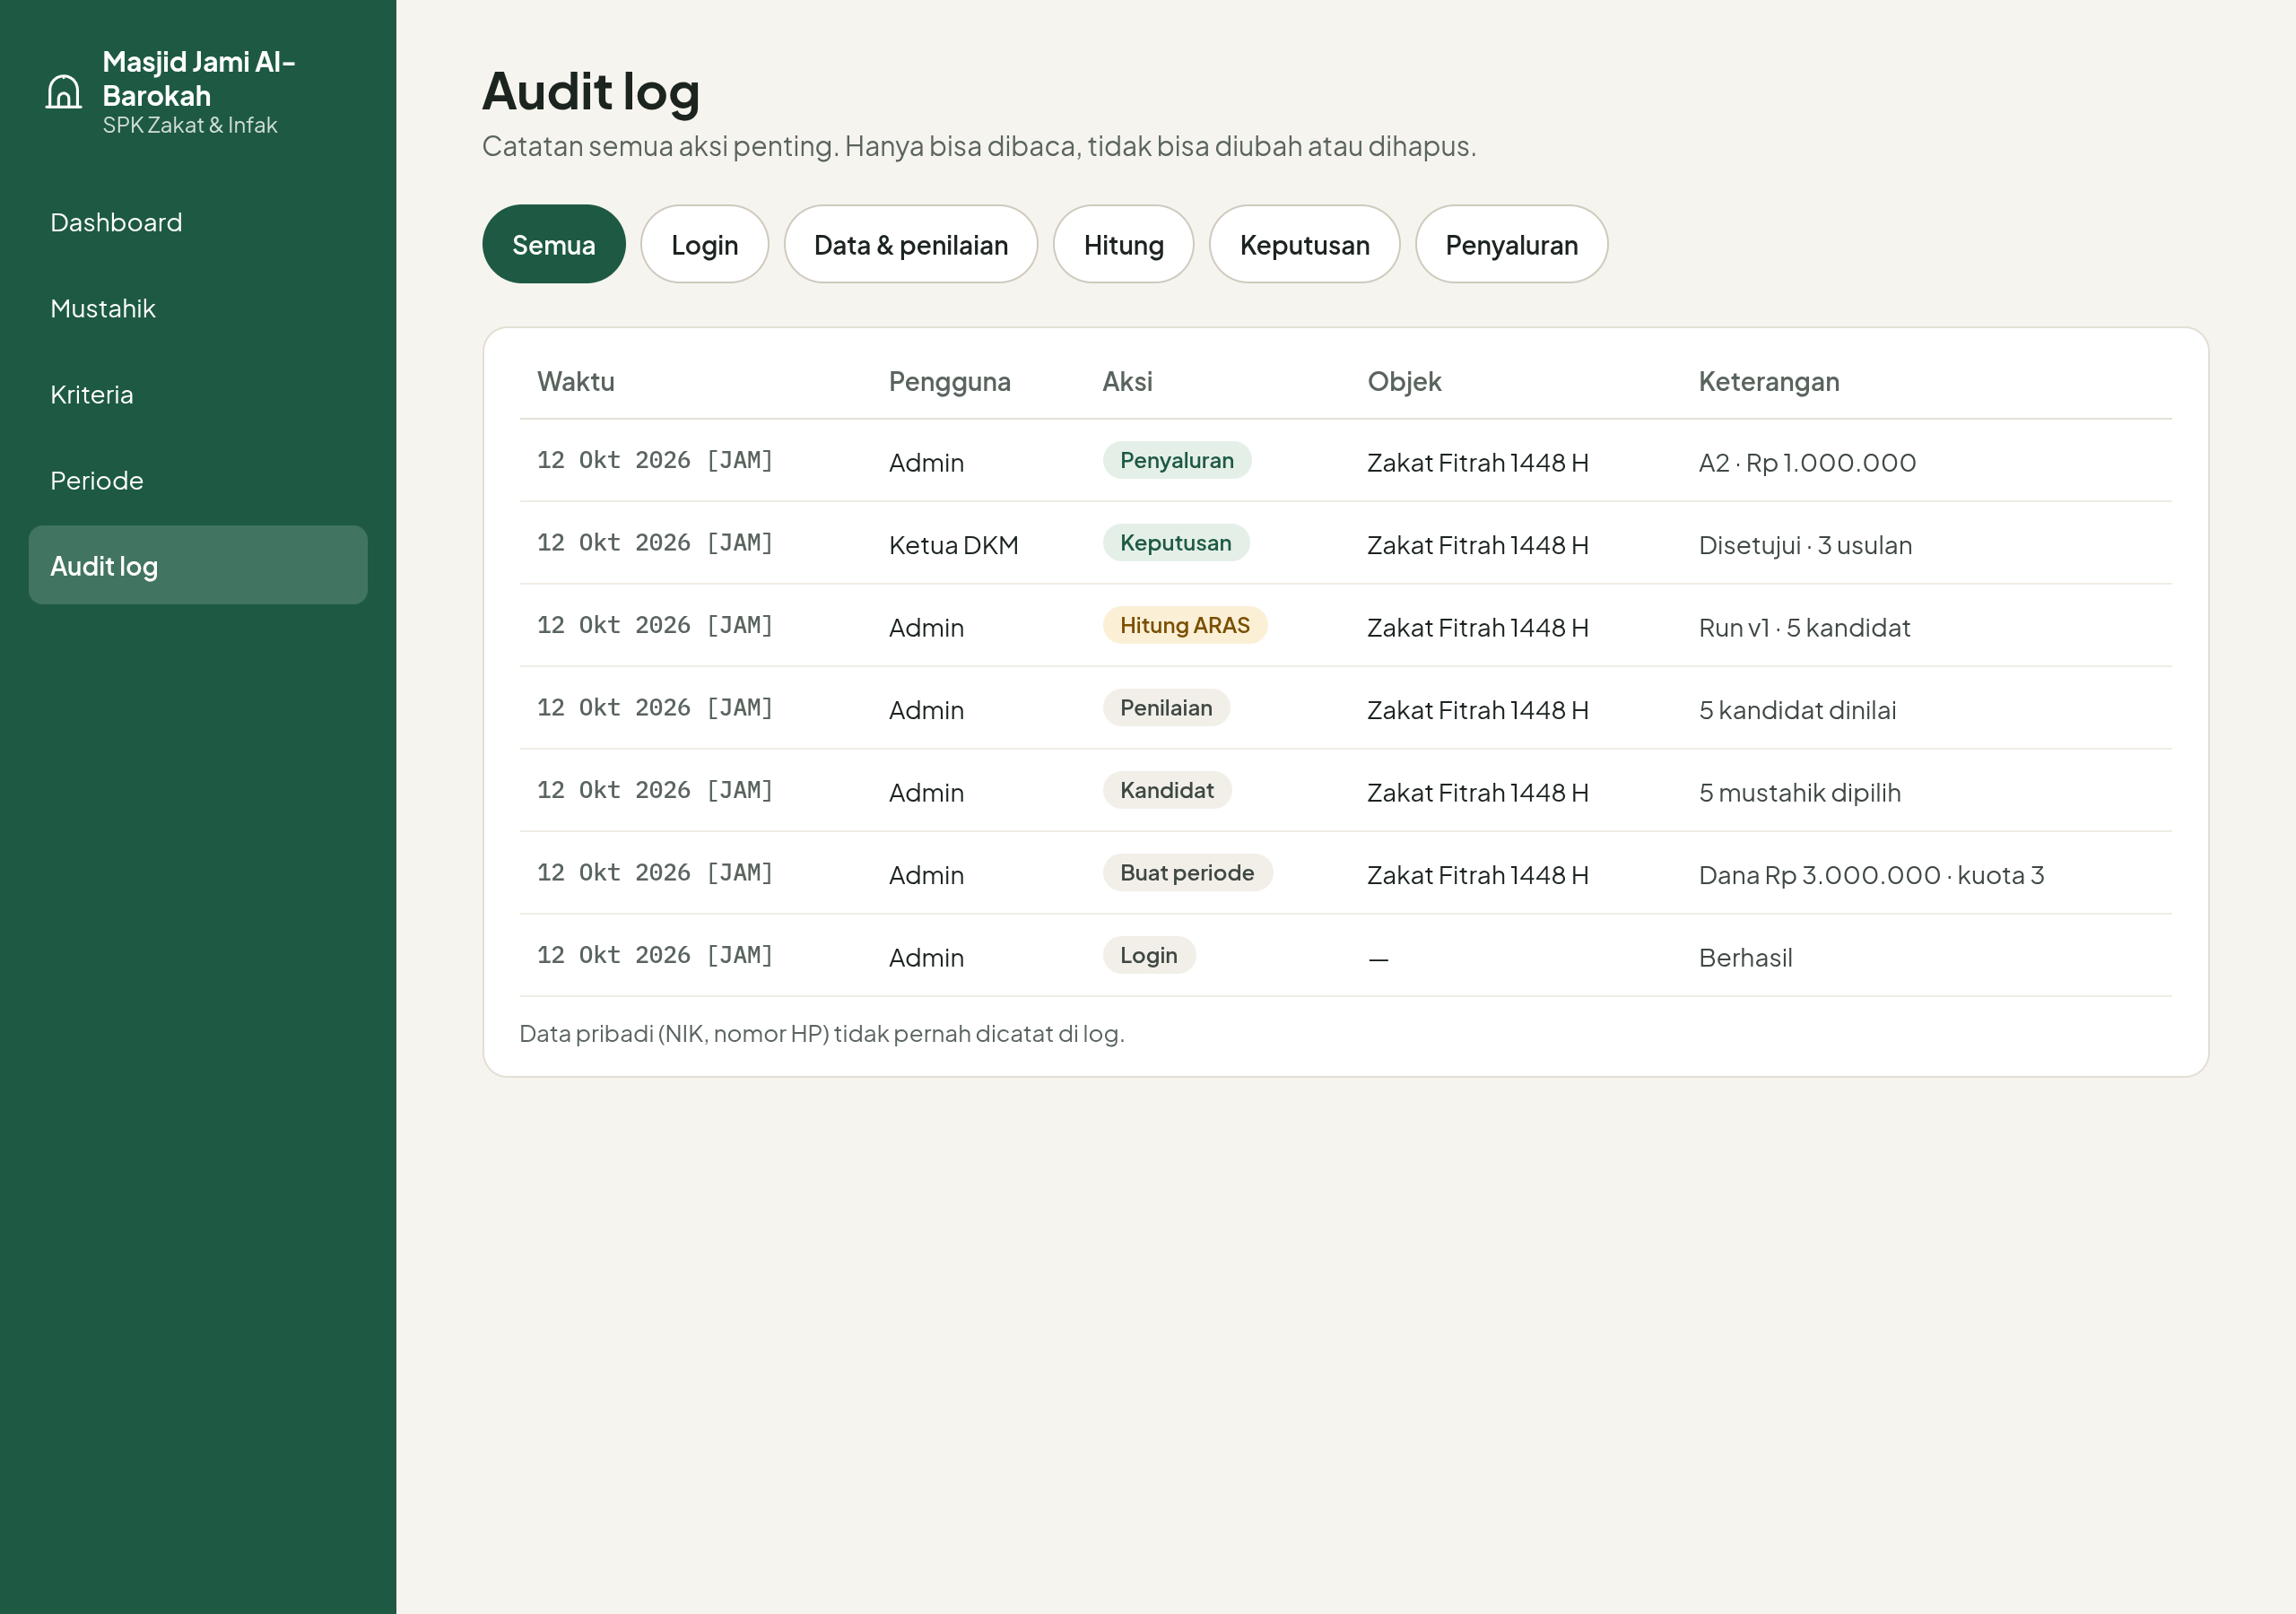 Masjid Jami Al-
Barokah
SPK Zakat & Infak
Dashboard
Mustahik
Kriteria
Periode
Audit log
Audit log
Catatan semua aksi penting. Hanya bisa dibaca, tidak bisa diubah atau dihapus.
Semua Login Data & penilaian Hitung Keputusan Penyaluran
Waktu Pengguna Aksi Objek Keterangan
12 Okt 2026 [JAM] Admin Penyaluran Zakat Fitrah 1448 H A2 · Rp 1.000.000
12 Okt 2026 [JAM] Ketua DKM Keputusan Zakat Fitrah 1448 H Disetujui · 3 usulan
12 Okt 2026 [JAM] Admin Hitung ARAS Zakat Fitrah 1448 H Run v1 · 5 kandidat
12 Okt 2026 [JAM] Admin Penilaian Zakat Fitrah 1448 H 5 kandidat dinilai
12 Okt 2026 [JAM] Admin Kandidat Zakat Fitrah 1448 H 5 mustahik dipilih
12 Okt 2026 [JAM] Admin Buat periode Zakat Fitrah 1448 H Dana Rp 3.000.000 · kuota 3
12 Okt 2026 [JAM] Admin Login — Berhasil
Data pribadi (NIK, nomor HP) tidak pernah dicatat di log.